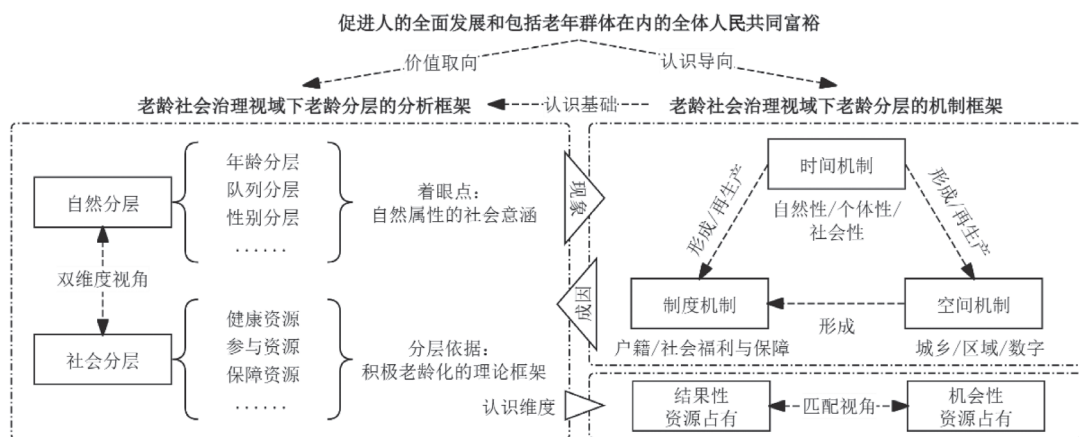 促进人的全面发展和包括老年群体在内的全体人民共同富裕
价值取向
认识导向
老龄社会治理视域下老龄分层的分析框架
认识基础
老龄社会治理视域下老龄分层的机制框架
自然分层
年龄分层
队列分层
性别分层
······
着眼点：
自然属性的社会意涵
双维度视角
社会分层
健康资源
参与资源
保障资源
······
分层依据：
积极老龄化的理论框架
现象
成因
认识维度
时间机制
自然性/个体性/
社会性
形成/再生产
形成/再生产
制度机制
形成
空间机制
户籍/社会福利与保障
城乡/区域/数字
结果性
资源占有
匹配视角
机会性
资源占有